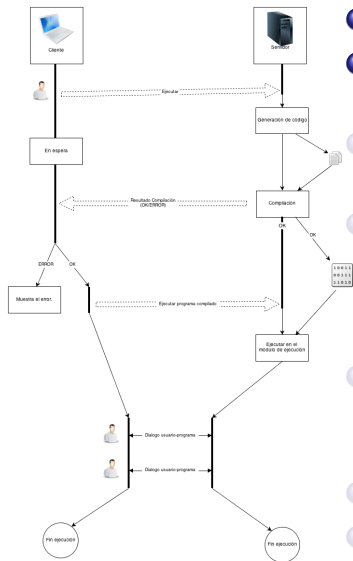 Cliente
Servidor
Ejecutar
Generación de código
En espera
Resultado Compilación
(OK/ERROR)
Compilación
OK
OK
ERROR
OK
10011
00111
11010
Muestra el error.
Ejecutar programa compilado
Ejecutar en el
módulo de ejecución
Dialogo usuario-programa
Dialogo usuario-programa
Fin ejecución
Fin ejecución